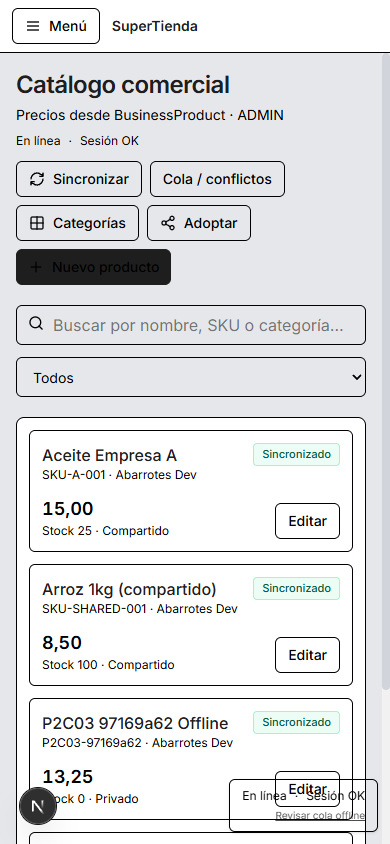 Menú SuperTienda
Catálogo comercial
Precios desde BusinessProduct · ADMIN
En línea · Sesión OK
Sincronizar Cola / conflictos
Categorías Adoptar
Nuevo producto
Buscar por nombre, SKU o categoría...
Todos
Aceite Empresa A Sincronizado
SKU-A-001 · Abarrotes Dev
15,00
Stock 25 · Compartido
Editar
Arroz 1kg (compartido) Sincronizado
SKU-SHARED-001 · Abarrotes Dev
8,50
Stock 100 · Compartido
Editar
P2C03 97169a62 Offline Sincronizado
P2C03-97169a62 · Abarrotes Dev
13,25
Stock 0 · Privado
Editar
En línea · Sesión OK
Revisar cola offline
N